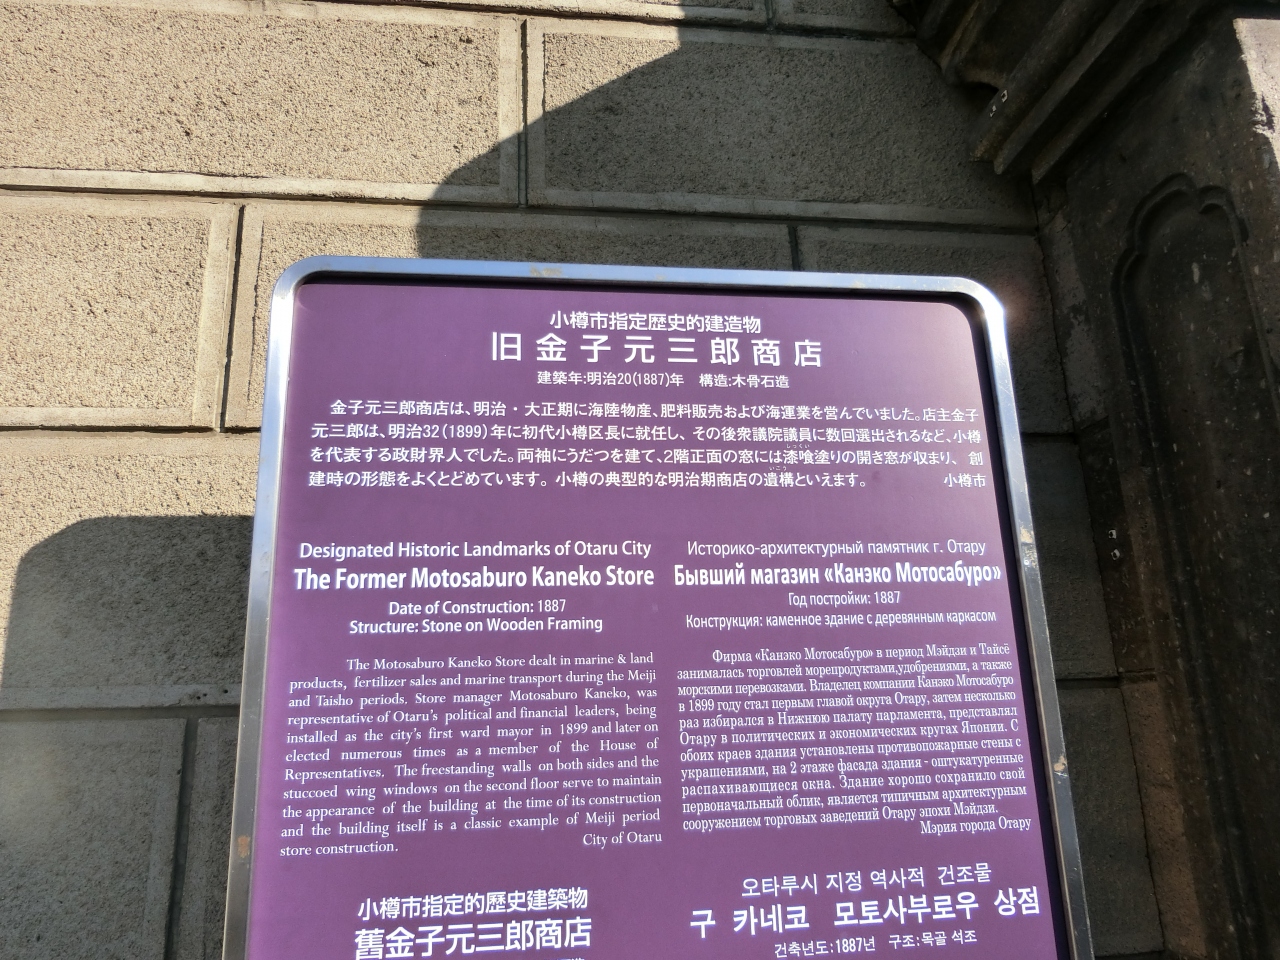 小樽市指定歴史的建造物
旧金子元三郎商店
建築年:明治20(1887)年　構造:木骨石造
金子元三郎商店は、明治・大正期に海陸物産、肥料販売および海運業を営んでいました。店主金子
元三郎は、明治32(1899)年に初代小樽区長に就任し、その後衆議院議員に数回選出されるなど、小樽
を代表する政財界人でした。両袖にうだつを建て、2階正面の窓には漆喰塗りの開き窓が収まり、創
しっくい
建時の形態をよくとどめています。小樽の典型的な明治期商店の遺構といえます。
いこう
小樽市
Designated Historic Landmarks of Otaru City
The Former Motosaburo Kaneko Store
Date of Construction: 1887
Structure: Stone on Wooden Framing
The Motosaburo Kaneko Store dealt in marine & land
products, fertilizer sales and marine transport during the Meiji
and Taisho periods. Store manager Motosaburo Kaneko, was
representative of Otaru's political and financial leaders, being
installed as the city's first ward mayor in 1899 and later on
elected numerous times as a member of the House of
Representatives. The freestanding walls on both sides and the
stuccoed wing windows on the second floor serve to maintain
the appearance of the building at the time of its construction
and the building itself is a classic example of Meiji period
store construction.
City of Otaru
Историко-архитектурный памятник г. Отару
Бывший магазин «Канэко Мотосабуро»
Год постройки: 1887
Конструкция: каменное здание с деревянным каркасом
Фирма «Канэко Мотосабуро» в период Мэйдзи и Тайсё
занималась торговлей морепродуктами,удобрениями, а также
морскими перевозками. Владелец компании Канэко Мотосабуро
в 1899 году стал первым главой округа Отару, затем несколько
раз избирался в Нижнюю палату парламента, представлял
Отару в политических и экономических кругах Японии. С
обоих краев здания установлены противопожарные стены с
украшениями, на 2 этаже фасада здания - оштукатуренные
распахивающиеся окна. Здание хорошо сохранило свой
первоначальный облик, является типичным архитектурным
сооружением торговых заведений Отару эпохи Мэйдзи.
Мэрия города Отару
小樽市指定的歷史建築物
舊金子元三郎商店
오타루시 지정 역사적 건조물
구 카네코 모토사부로우 상점
건축년도:1887년 구조:목골 석조